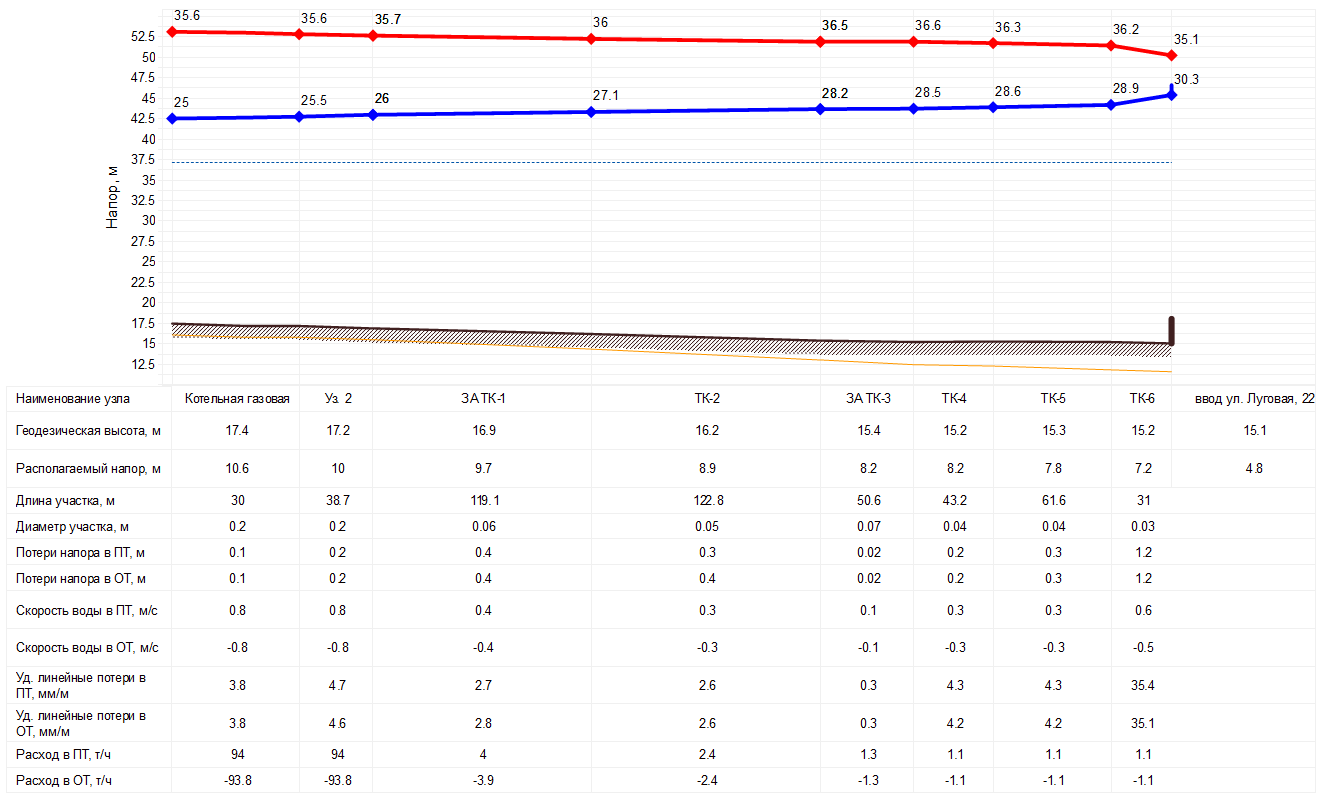 35.6 35.6 35.7 36 36.5 36.6 36.3 36.2 35.1
25 25.5 26 27.1 28.2 28.5 28.6 28.9 30.3
Напор, м
52.5
50
47.5
45
42.5
40
37.5
35
32.5
30
27.5
25
22.5
20
17.5
15
12.5
Наименование узла Котельная газовая Уз. 2 ЗА ТК-1 ТК-2 ЗА ТК-3 ТК-4 ТК-5 ТК-6 ввод ул. Луговая, 22
Геодезическая высота, м 17.4 17.2 16.9 16.2 15.4 15.2 15.3 15.2 15.1
Располагаемый напор, м 10.6 10 9.7 8.9 8.2 8.2 7.8 7.2 4.8
Длина участка, м 30 38.7 119.1 122.8 50.6 43.2 61.6 31
Диаметр участка, м 0.2 0.2 0.06 0.05 0.07 0.04 0.04 0.03
Потери напора в ПТ, м 0.1 0.2 0.4 0.3 0.02 0.2 0.3 1.2
Потери напора в ОТ, м 0.1 0.2 0.4 0.4 0.02 0.2 0.3 1.2
Скорость воды в ПТ, м/с 0.8 0.8 0.4 0.3 0.1 0.3 0.3 0.6
Скорость воды в ОТ, м/с -0.8 -0.8 -0.4 -0.3 -0.1 -0.3 -0.3 -0.5
Уд. линейные потери в
ПТ, мм/м 3.8 4.7 2.7 2.6 0.3 4.3 4.3 35.4
Уд. линейные потери в
ОТ, мм/м 3.8 4.6 2.8 2.6 0.3 4.2 4.2 35.1
Расход в ПТ, т/ч 94 94 4 2.4 1.3 1.1 1.1 1.1
Расход в ОТ, т/ч -93.8 -93.8 -3.9 -2.4 -1.3 -1.1 -1.1 -1.1